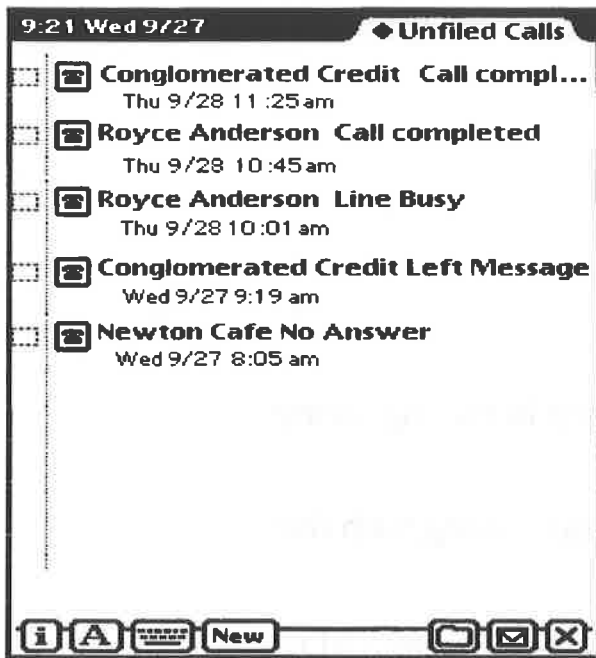 9:21 Wed 9/27 ◆Unfiled Calls
Conglomerated Credit Call compl...
Thu 9/28 11:25 am
Royce Anderson Call completed
Thu 9/28 10:45 am
Royce Anderson Line Busy
Thu 9/28 10:01 am
Conglomerated Credit Left Message
Wed 9/27 9:19 am
Newton Cafe No Answer
Wed 9/27 8:05 am
i A New